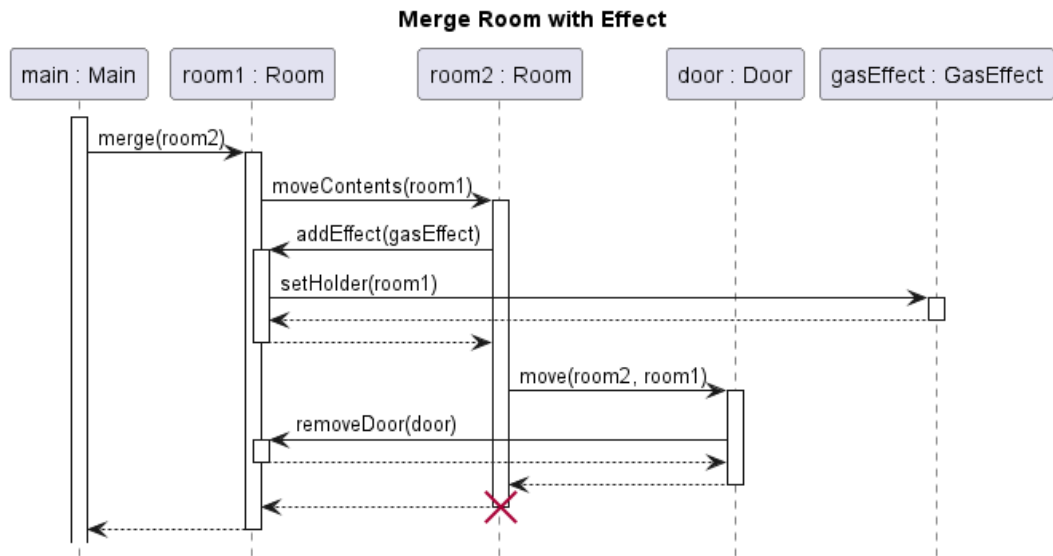 Merge Room with Effect
main : Main
room1 : Room
room2 : Room
door : Door
gasEffect : GasEffect
merge(room2)
moveContents(room1)
addEffect(gasEffect)
setHolder(room1)
move(room2, room1)
removeDoor(door)